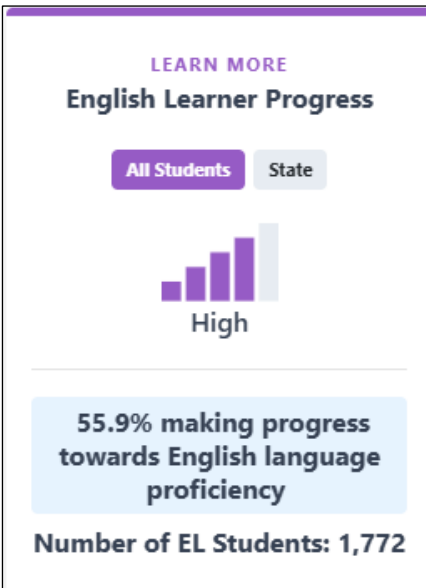 LEARN MORE
English Learner Progress
All Students State
High
55.9% making progress
towards English language
proficiency
Number of EL Students: 1,772